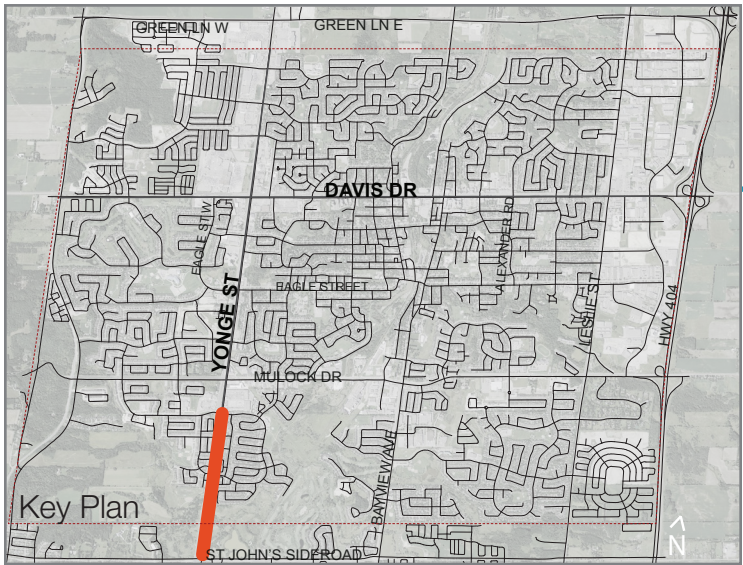 GREEN LN W
GREEN LN E
DAVIS DR
EAGLE ST W
ALEXANDER RD
YONGE ST
EAGLE STREET
LESLIE ST
HWY 404
MULOCK DR
BAYVIEW AVE
Key Plan
N
ST JOHN'S SIDEROAD